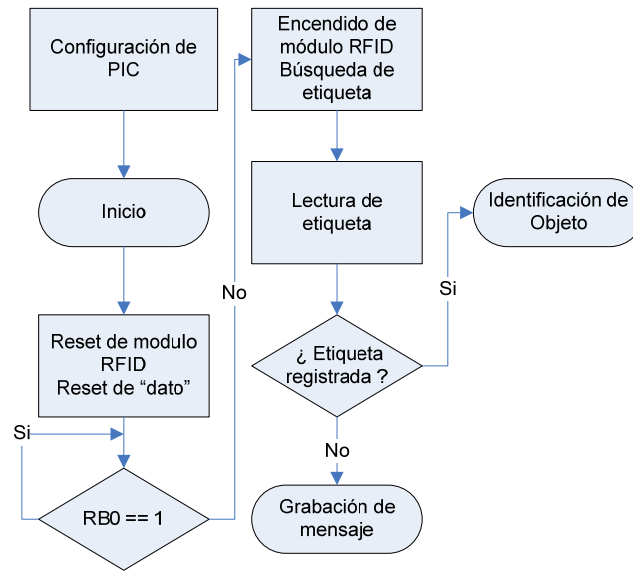 Configuración de
PIC
Inicio
Reset de modulo
RFID
Reset de “dato”
Si
RB0 == 1
No
Encendido de
módulo RFID
Búsqueda de
etiqueta
Lectura de
etiqueta
¿ Etiqueta
registrada ?
Si
Identificación de
Objeto
No
Grabación de
mensaje